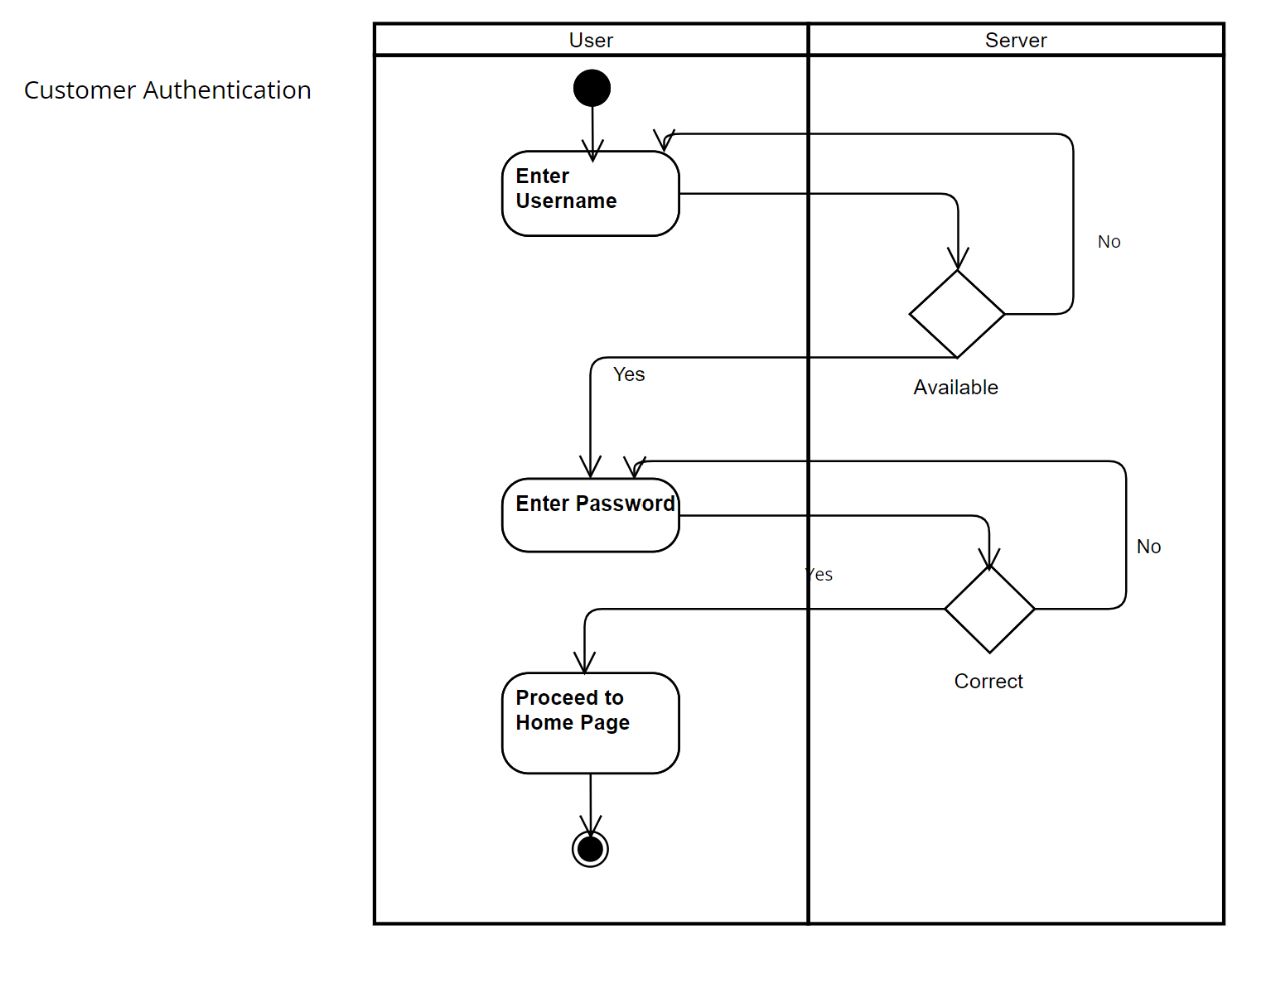 User
Server
Customer Authentication
Enter
Username
No
Yes
Available
Enter Password
No
Yes
Correct
Proceed to
Home Page